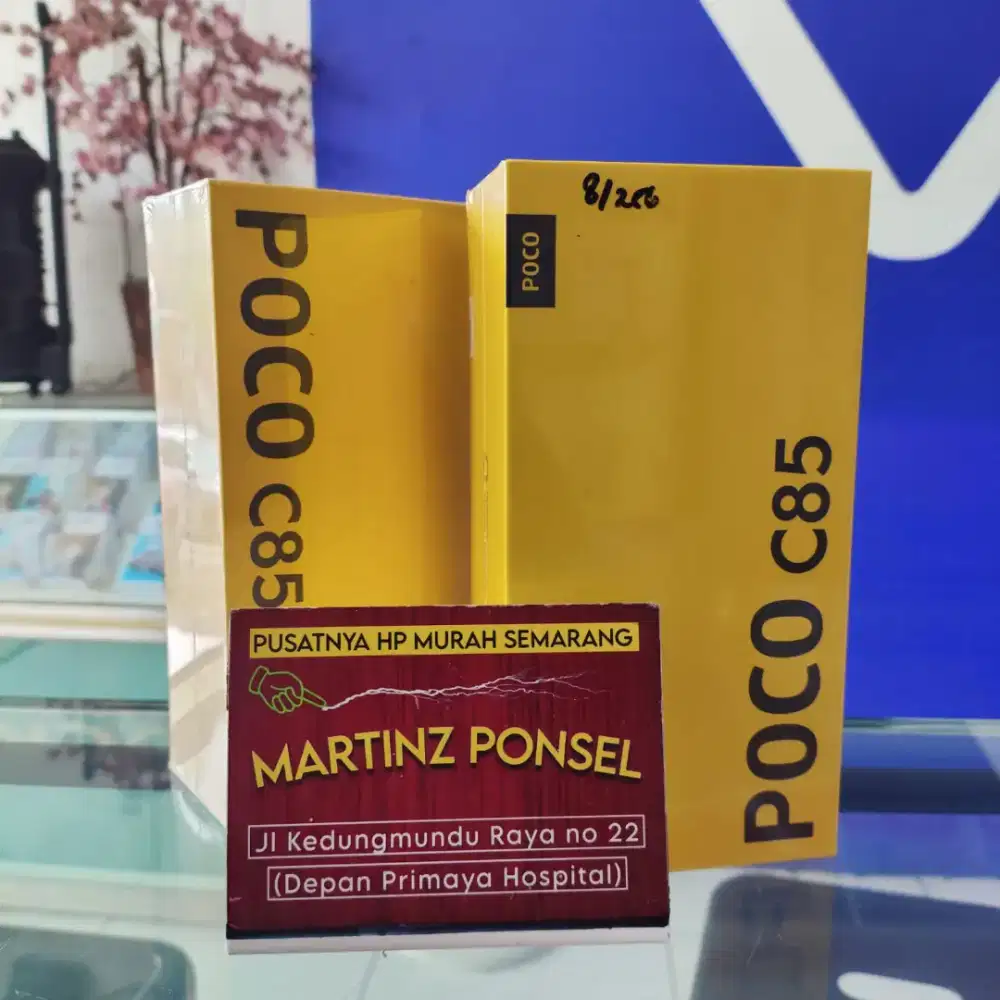 POCO C85
8/256
POCO
POCO C85
PUSATNYA HP MURAH SEMARANG
MARTINZ PONSEL
Jl Kedungmundu Raya no 22
(Depan Primaya Hospital)